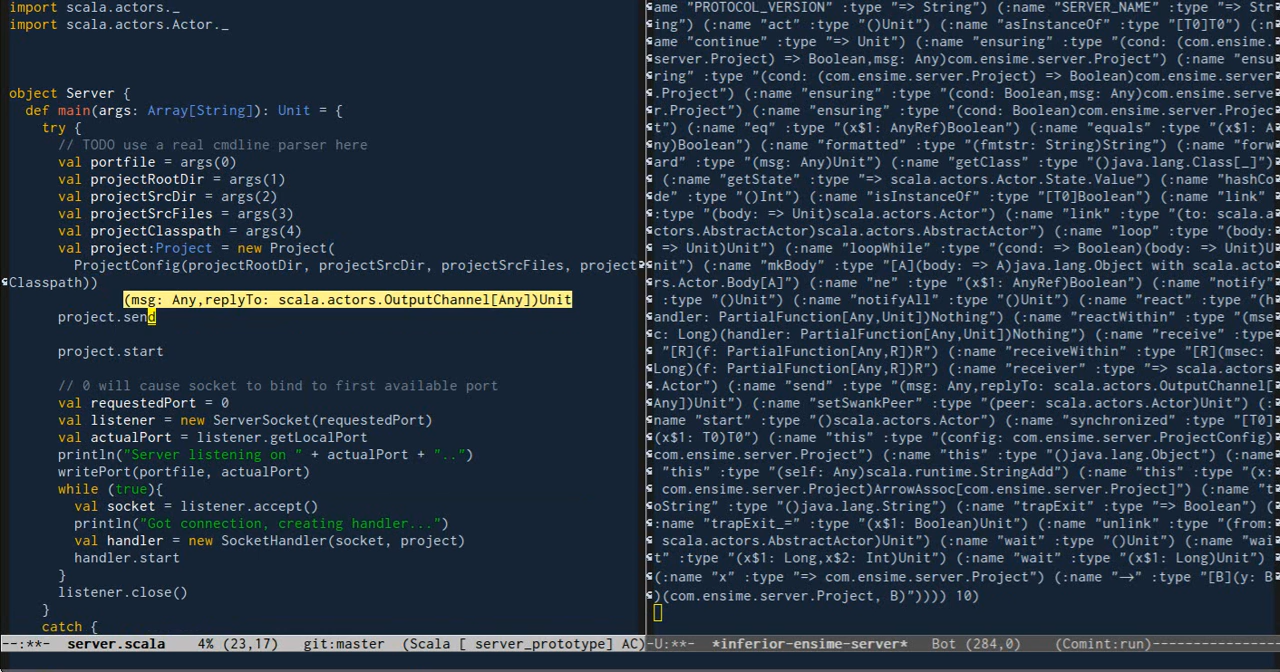 import scala.actors._
import scala.actors.Actor._
object Server {
def main(args: Array[String]): Unit = {
try {
// TODO use a real cmdline parser here
val portfile = args(0)
val projectRootDir = args(1)
val projectSrcDir = args(2)
val projectSrcFiles = args(3)
val projectClasspath = args(4)
val project:Project = new Project(
ProjectConfig(projectRootDir, projectSrcDir, projectSrcFiles, project
Classpath))
(msg: Any,replyTo: scala.actors.OutputChannel[Any])Unit
project.send
project.start
// 0 will cause socket to bind to first available port
val requestedPort = 0
val listener = new ServerSocket(requestedPort)
val actualPort = listener.getLocalPort
println("Server listening on " + actualPort + "..")
writePort(portfile, actualPort)
while (true){
val socket = listener.accept()
println("Got connection, creating handler...")
val handler = new SocketHandler(socket, project)
handler.start
}
listener.close()
}
catch {
--:**- server.scala 4% (23,17) git:master (Scala [ server_prototype] AC)
ame "PROTOCOL_VERSION" :type "=> String") (:name "SERVER_NAME" :type "=> Str
ing") (:name "act" :type "()Unit") (:name "asInstanceOf" :type "[T0]T0") (:n
ame "continue" :type "=> Unit") (:name "ensuring" :type "(cond: (com.ensime.
server.Project) => Boolean,msg: Any)com.ensime.server.Project") (:name "ensu
ring" :type "(cond: (com.ensime.server.Project) => Boolean)com.ensime.server
.Project") (:name "ensuring" :type "(cond: Boolean,msg: Any)com.ensime.serve
r.Project") (:name "ensuring" :type "(cond: Boolean)com.ensime.server.Projec
t") (:name "eq" :type "(x$1: AnyRef)Boolean") (:name "equals" :type "(x$1: A
ny)Boolean") (:name "formatted" :type "(fmtstr: String)String") (:name "forw
ard" :type "(msg: Any)Unit") (:name "getClass" :type "()java.lang.Class[_]")
(:name "getState" :type "=> scala.actors.Actor.State.Value") (:name "hashCo
de" :type "()Int") (:name "isInstanceOf" :type "[T0]Boolean") (:name "link"
:type "(body: => Unit)scala.actors.Actor") (:name "link" :type "(to: scala.a
ctors.AbstractActor)scala.actors.AbstractActor") (:name "loop" :type "(body:
=> Unit)Unit") (:name "loopWhile" :type "(cond: => Boolean)(body: => Unit)U
nit") (:name "mkBody" :type "[A](body: => A)java.lang.Object with scala.acto
rs.Actor.Body[A]") (:name "ne" :type "(x$1: AnyRef)Boolean") (:name "notify"
:type "()Unit") (:name "notifyAll" :type "()Unit") (:name "react" :type "(h
andler: PartialFunction[Any,Unit])Nothing") (:name "reactWithin" :type "(mse
c: Long)(handler: PartialFunction[Any,Unit])Nothing") (:name "receive" :type
"[R](f: PartialFunction[Any,R])R") (:name "receiveWithin" :type "[R](msec:
Long)(f: PartialFunction[Any,R])R") (:name "receiver" :type "=> scala.actors
.Actor") (:name "send" :type "(msg: Any,replyTo: scala.actors.OutputChannel[
Any])Unit") (:name "setSwankPeer" :type "(peer: scala.actors.Actor)Unit") (:
name "start" :type "()scala.actors.Actor") (:name "synchronized" :type "[T0]
(x$1: T0)T0") (:name "this" :type "(config: com.ensime.server.ProjectConfig)
com.ensime.server.Project") (:name "this" :type "()java.lang.Object") (:name
"this" :type "(self: Any)scala.runtime.StringAdd") (:name "this" :type "(x:
com.ensime.server.Project)ArrowAssoc[com.ensime.server.Project]") (:name "t
oString" :type "()java.lang.String") (:name "trapExit" :type "=> Boolean") (
:name "trapExit_=" :type "(x$1: Boolean)Unit") (:name "unlink" :type "(from:
scala.actors.AbstractActor)Unit") (:name "wait" :type "()Unit") (:name "wai
t" :type "(x$1: Long,x$2: Int)Unit") (:name "wait" :type "(x$1: Long)Unit")
(:name "x" :type "=> com.ensime.server.Project") (:name "→" :type "[B](y: B
)(com.ensime.server.Project, B)")))) 10)
-U:**- *inferior-ensime-server* Bot (284,0) (Comint:run)---------------